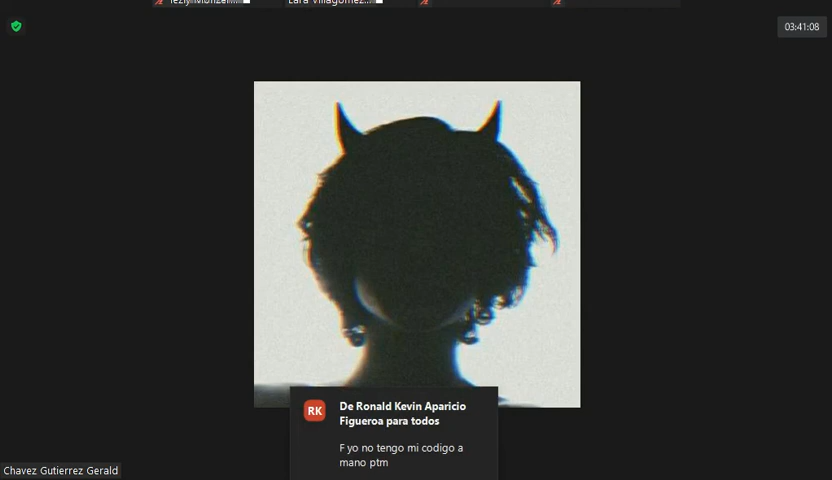 03:41:08
RK
De Ronald Kevin Aparicio
Figueroa para todos
F yo no tengo mi codigo a
mano ptm
Chavez Gutierrez Gerald